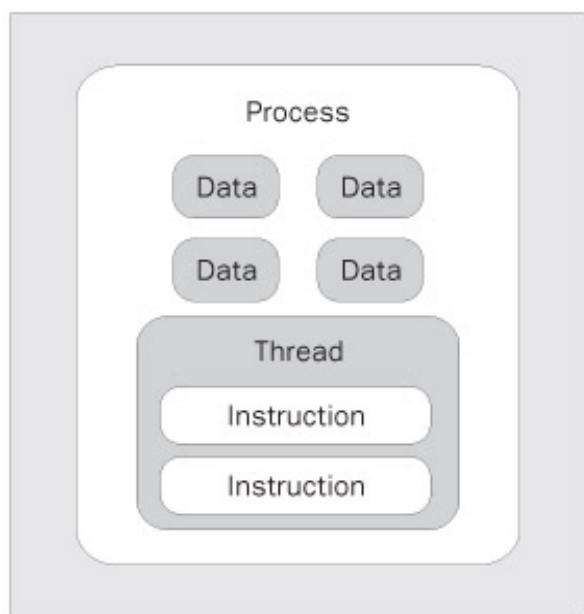 Process
Data Data
Data Data
Thread
Instruction
Instruction